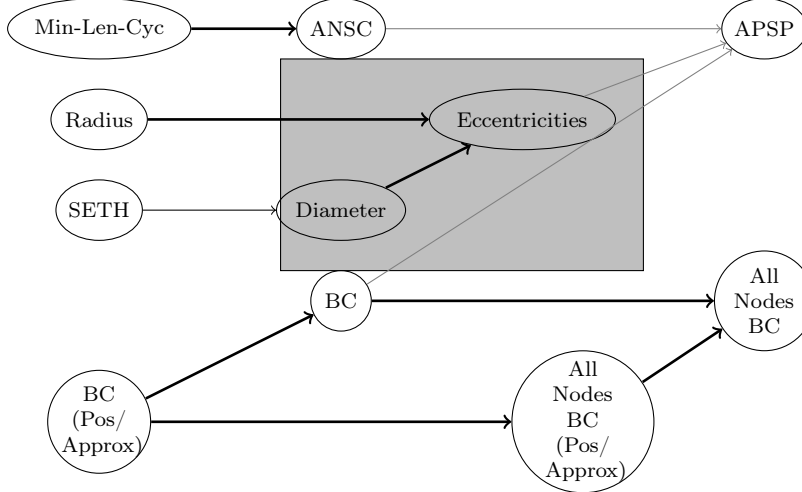 Min-Len-Cyc
ANSC
APSP
Radius
Eccentricities
SETH
Diameter
BC
All
Nodes
BC
BC
(Pos/
Approx)
All
Nodes
BC
(Pos/
Approx)